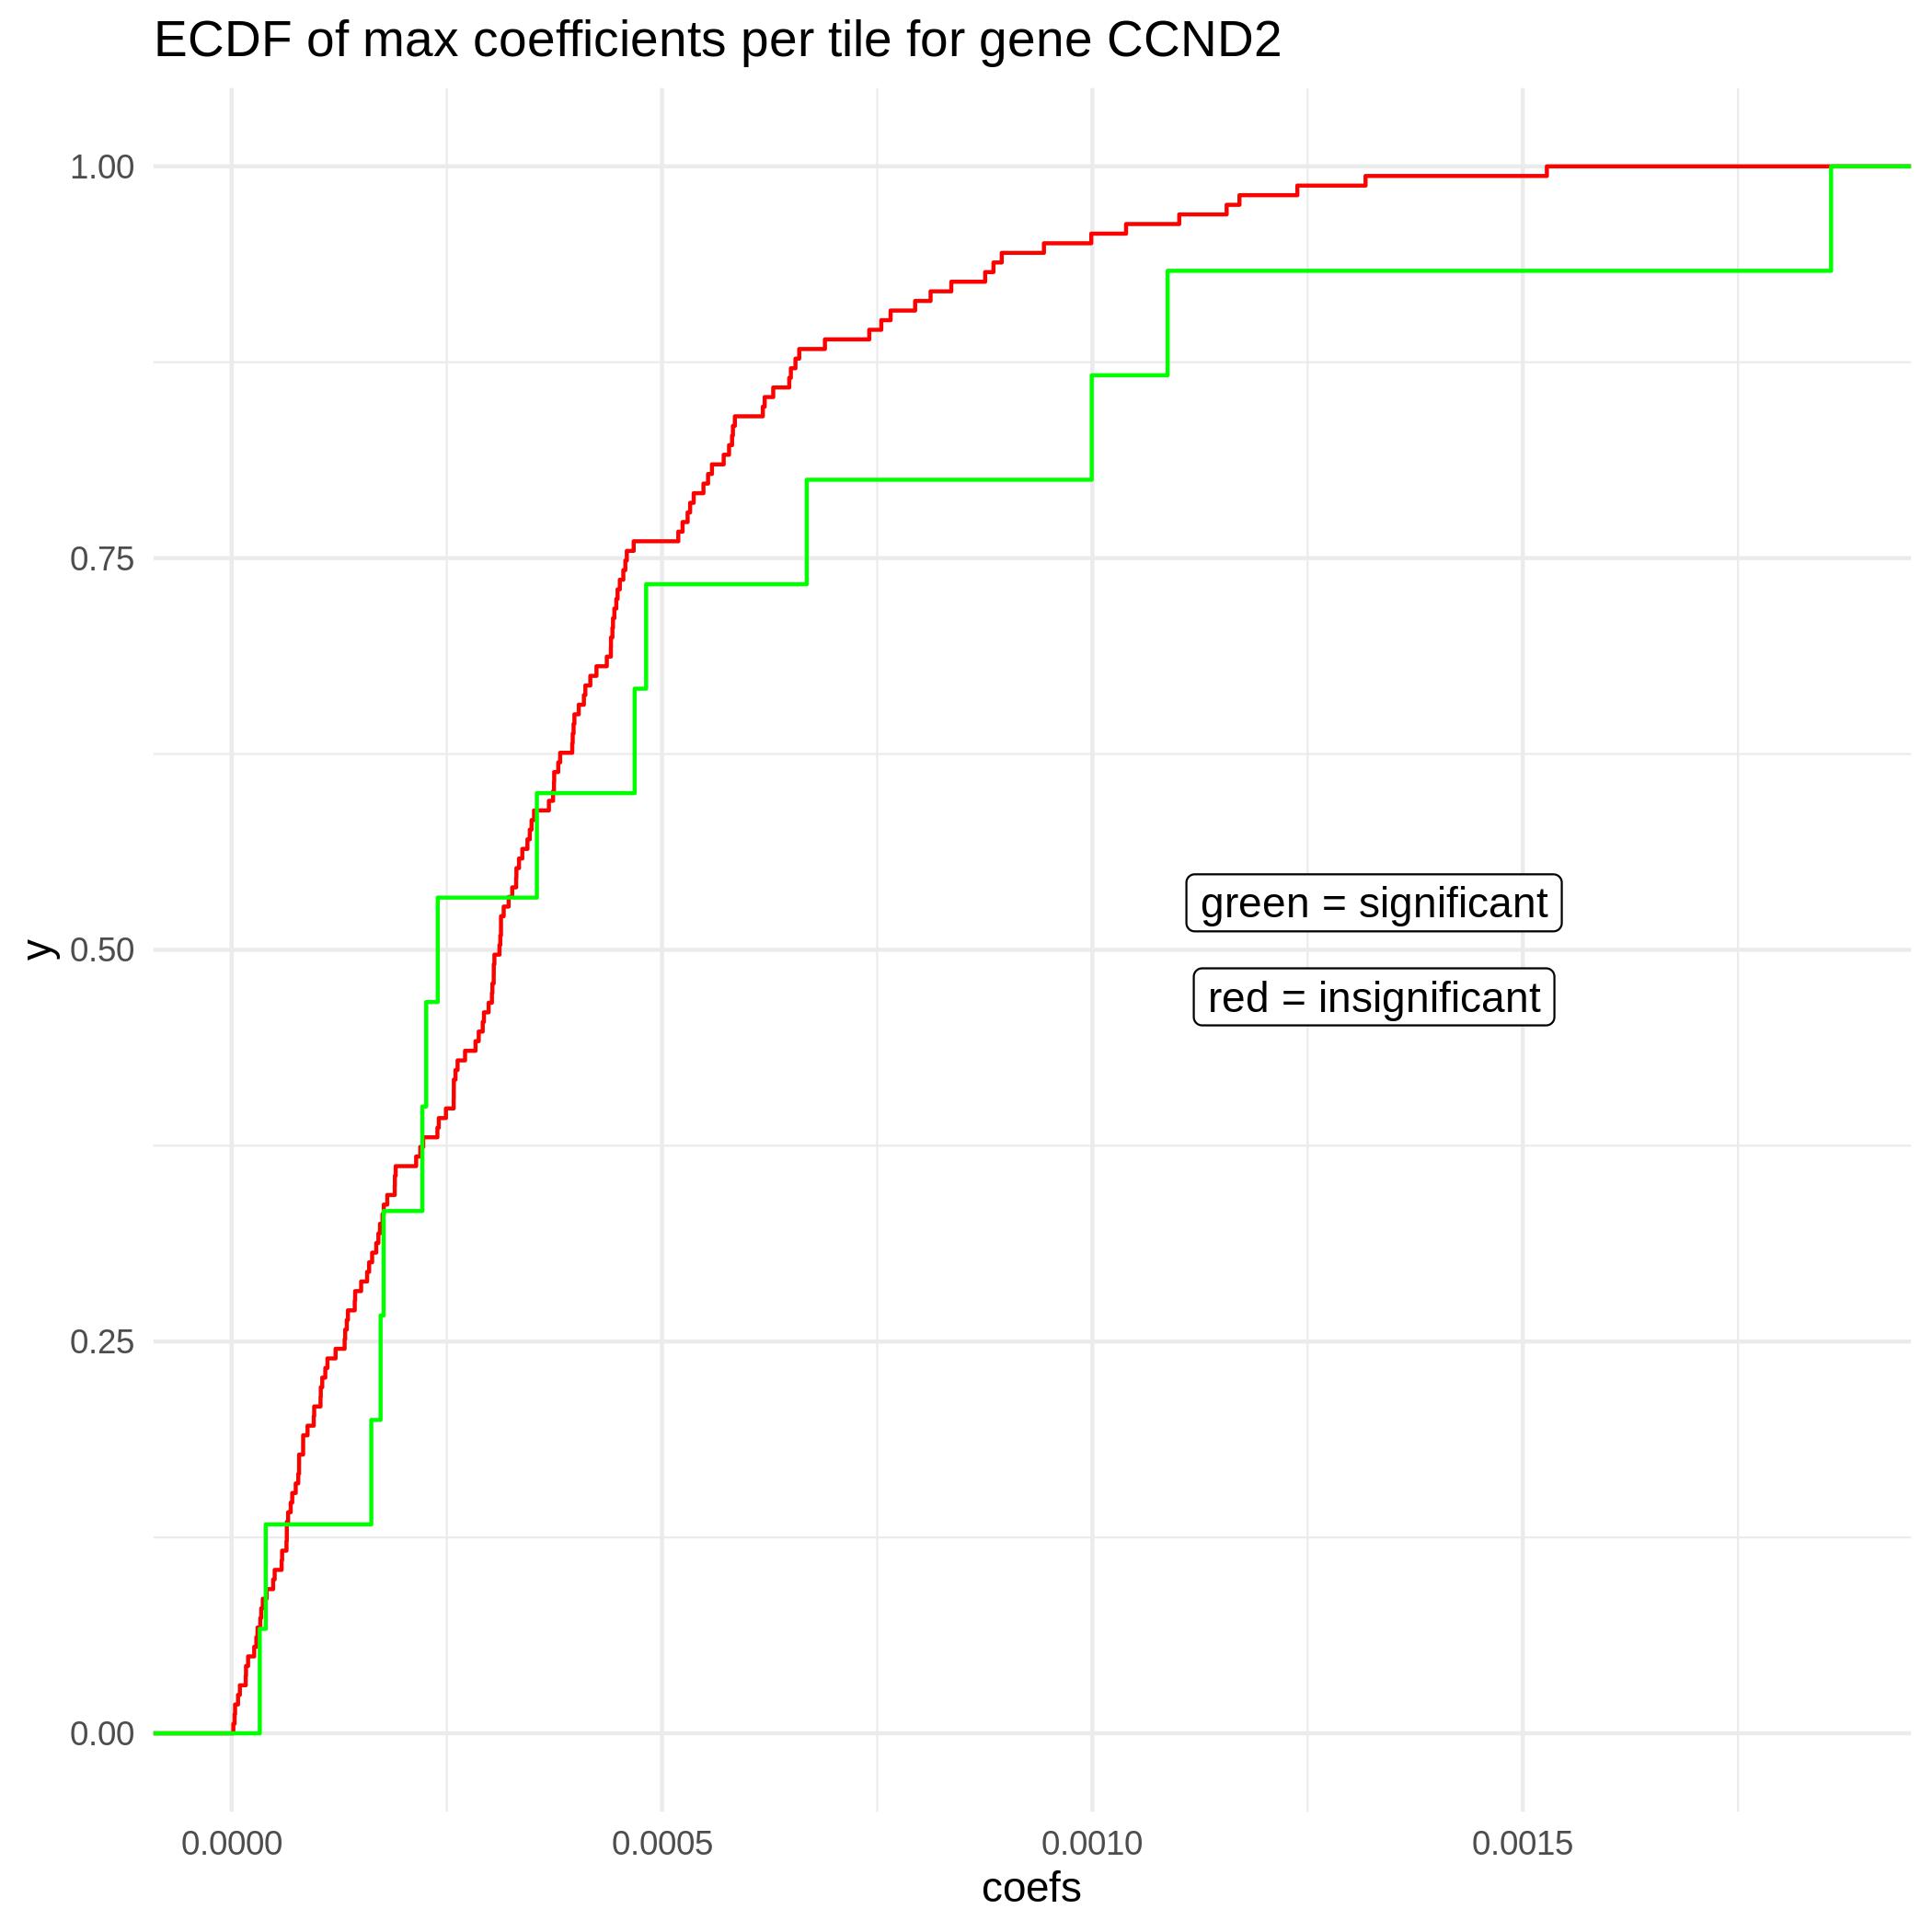 ECDF of max coefficients per tile for gene CCND2
1.00
0.75
0.50
0.25
0.00
y
green = significant
red = insignificant
0.0000 0.0005 0.0010 0.0015
coefs